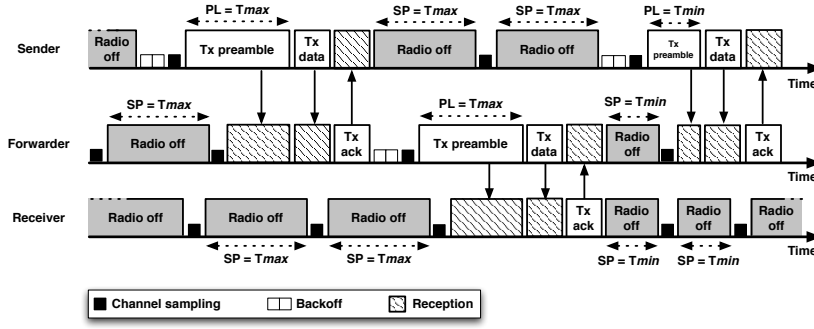 PL = Tmax
SP = Tmax
SP = Tmax
PL = Tmin
Sender
Radio off
Tx preamble
Tx data
Radio off
Radio off
Tx preamble
Tx data
Time
SP = Tmax
PL = Tmax
SP = Tmin
Forwarder
Radio off
Tx ack
Tx preamble
Tx data
Radio off
Tx ack
Time
Receiver
Radio off
Radio off
Radio off
Tx ack
Radio off
Radio off
Radio off
Time
SP = Tmax
SP = Tmax
SP = Tmin
SP = Tmin
Channel sampling
Backoff
Reception